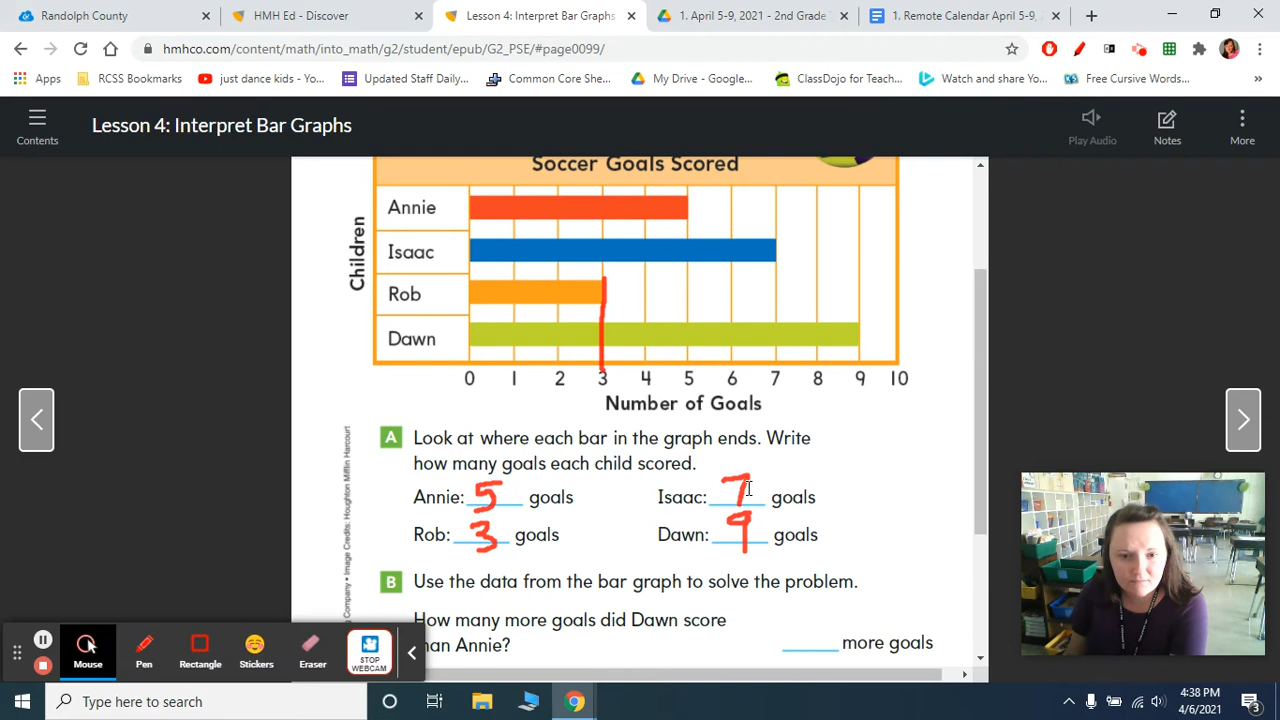 Randolph County
HMH Ed - Discover
Lesson 4: Interpret Bar Graphs
1. April 5-9, 2021 - 2nd Grade
1. Remote Calendar April 5-9,
hmhco.com/content/math/into_math/g2/student/epub/G2_PSE/#page0099/
Apps
RCSS Bookmarks
just dance kids - Yo...
Updated Staff Daily...
Common Core She...
My Drive - Google...
ClassDojo for Teach...
Watch and share Yo...
Free Cursive Words...
Contents
Lesson 4: Interpret Bar Graphs
Play Audio
Notes
More
Soccer Goals Scored
Children
Annie
Isaac
Rob
Dawn
0 1 2 3 4 5 6 7 8 9 10
Number of Goals
A Look at where each bar in the graph ends. Write
how many goals each child scored.
Annie: 5 goals Isaac: 7 goals
Rob: 3 goals Dawn: 9 goals
B Use the data from the bar graph to solve the problem.
How many more goals did Dawn score
han Annie? more goals
Company • Image Credits: Houghton Mifflin Harcourt
Mouse
Pen
Rectangle
Stickers
Eraser
STOP
WEBCAM
Type here to search
4:38 PM
4/6/2021
3